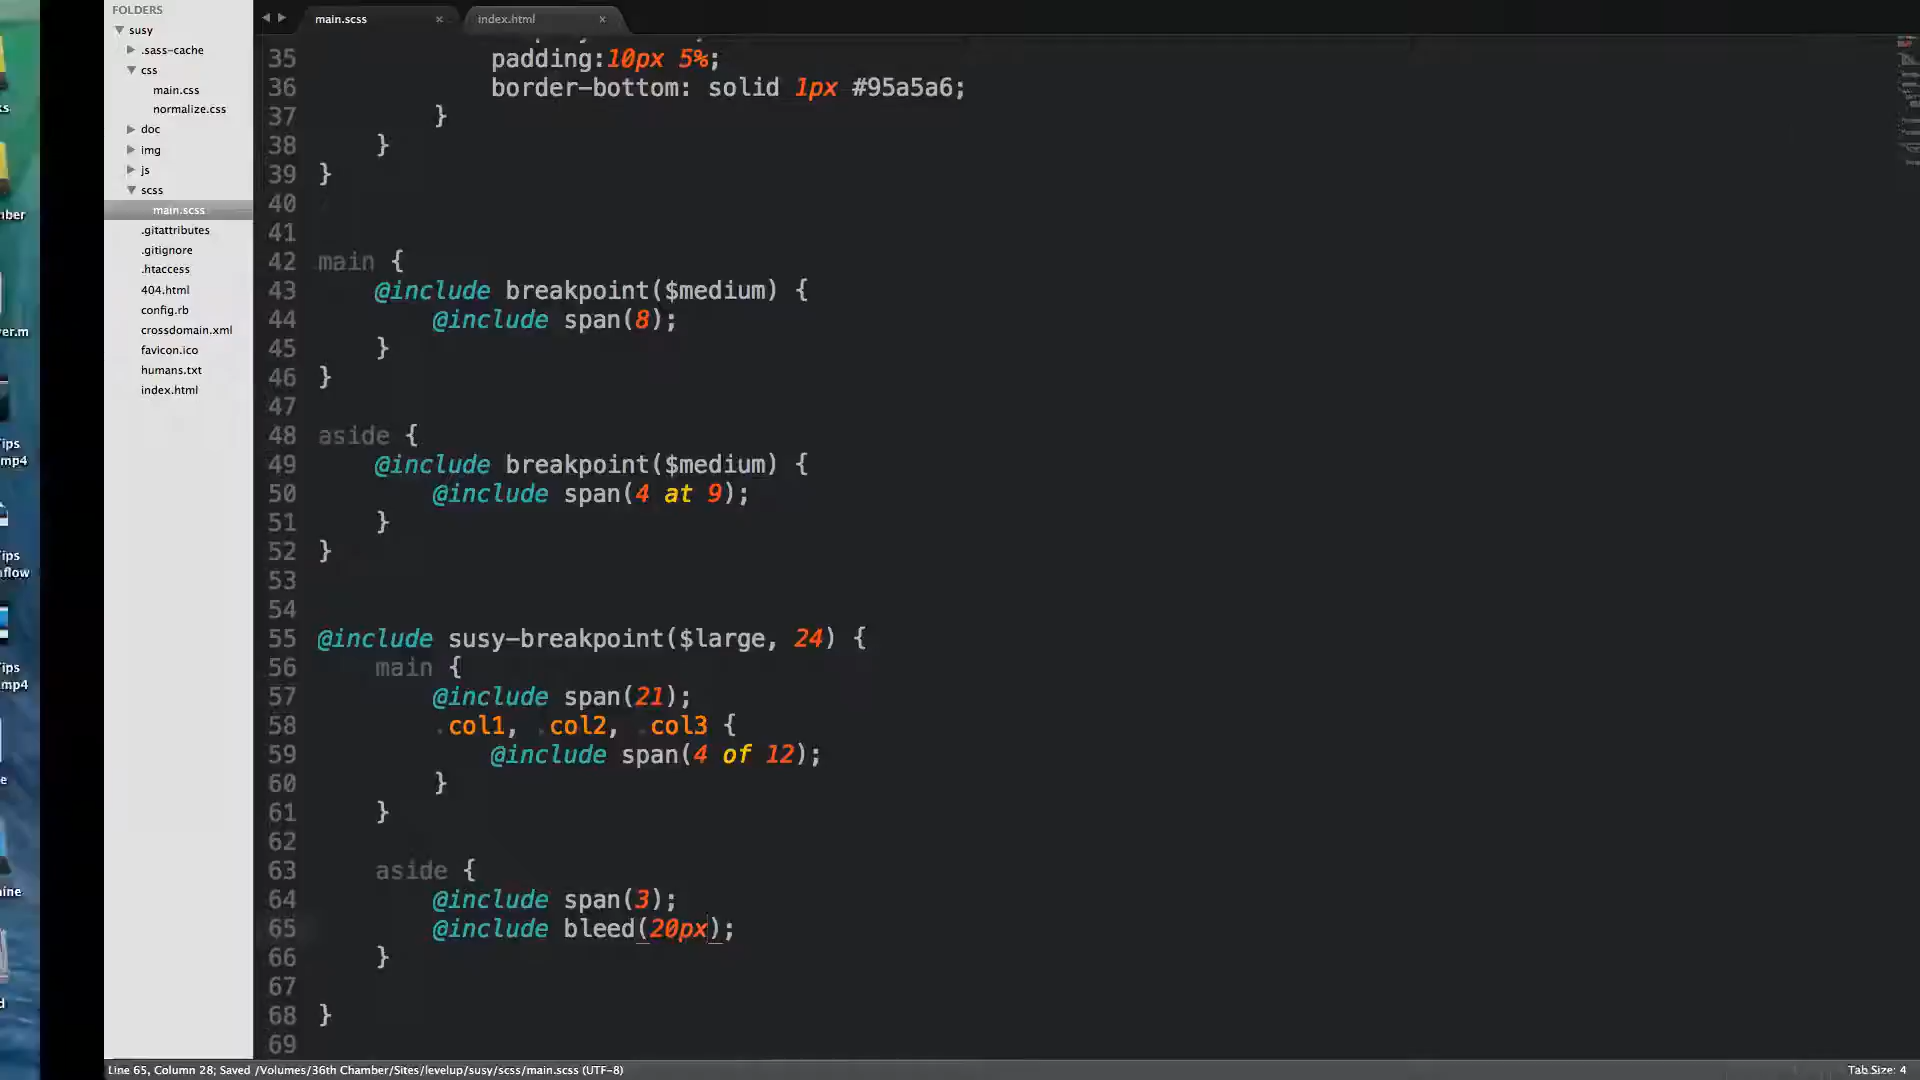 FOLDERS
susy
.sass-cache
css
main.css
normalize.css
doc
img
js
scss
main.scss
.gitattributes
.gitignore
.htaccess
404.html
config.rb
crossdomain.xml
favicon.ico
humans.txt
index.html
main.scss
index.html
35 padding:10px 5%;
36 border-bottom: solid 1px #95a5a6;
37 }
38 }
39 }
40
41
42 main {
43 @include breakpoint($medium) {
44 @include span(8);
45 }
46 }
47
48 aside {
49 @include breakpoint($medium) {
50 @include span(4 at 9);
51 }
52 }
53
54
55 @include susy-breakpoint($large, 24) {
56 main {
57 @include span(21);
58 .col1, .col2, .col3 {
59 @include span(4 of 12);
60 }
61 }
62
63 aside {
64 @include span(3);
65 @include bleed(20px);
66 }
67
68 }
69
Line 65, Column 28; Saved /Volumes/36th Chamber/Sites/levelup/susy/scss/main.scss (UTF-8)
Tab Size: 4